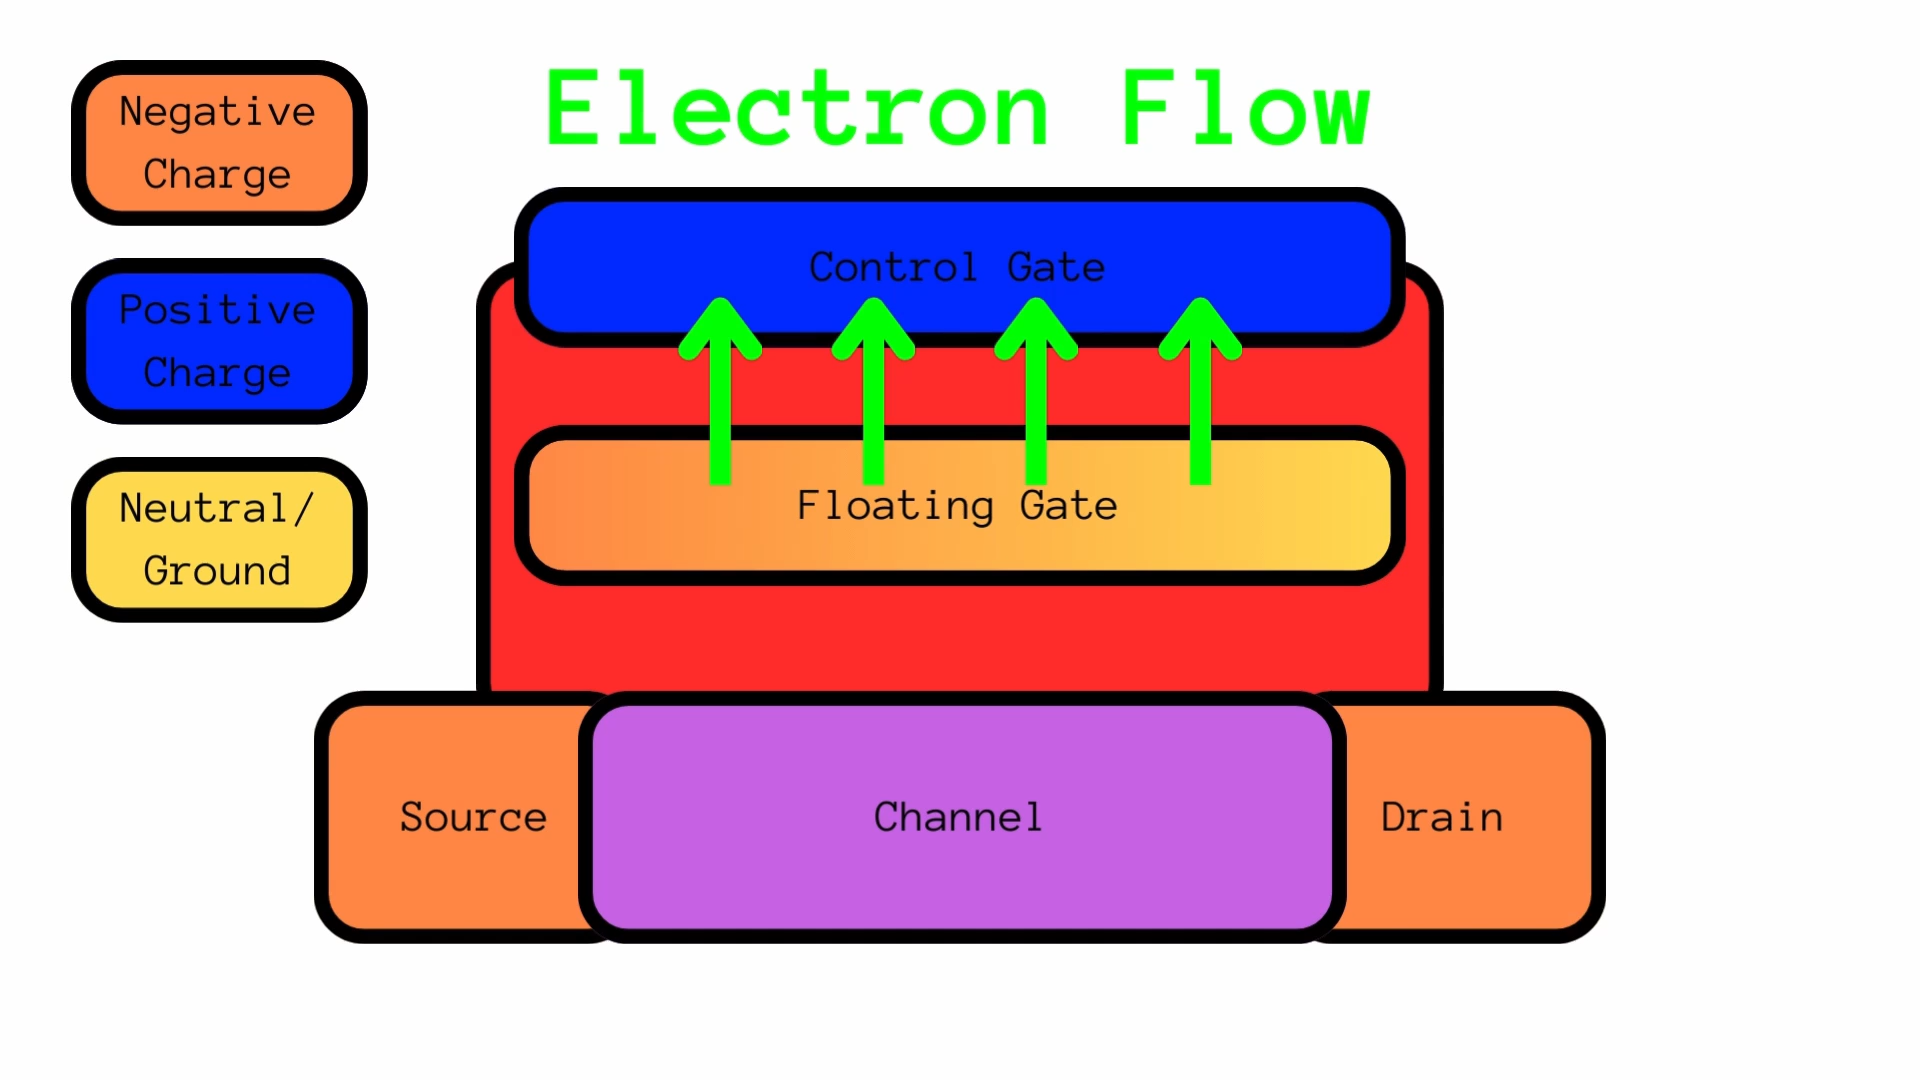 Electron Flow
Negative
Charge
Positive
Charge
Neutral/
Ground
Control Gate
Floating Gate
Source
Channel
Drain